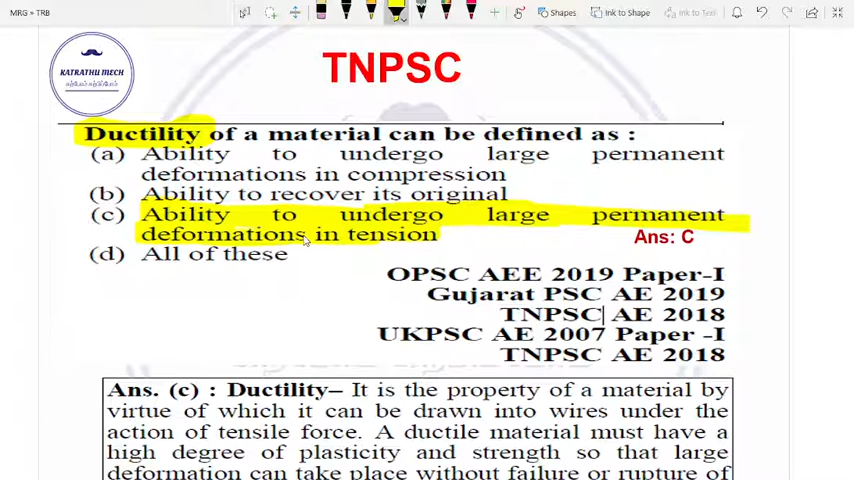 MRG » TRB
Shapes
Ink to Shape
Ink to Text
KATRATHU MECH
TNPSC
Ductility of a material can be defined as :
(a) Ability to undergo large permanent
deformations in compression
(b) Ability to recover its original
(c) Ability to undergo large permanent
deformations in tension
Ans: C
(d) All of these
OPSC AEE 2019 Paper-I
Gujarat PSC AE 2019
TNPSC AE 2018
UKPSC AE 2007 Paper -I
TNPSC AE 2018
Ans. (c) : Ductility– It is the property of a material by
virtue of which it can be drawn into wires under the
action of tensile force. A ductile material must have a
high degree of plasticity and strength so that large
deformation can take place without failure or rupture of